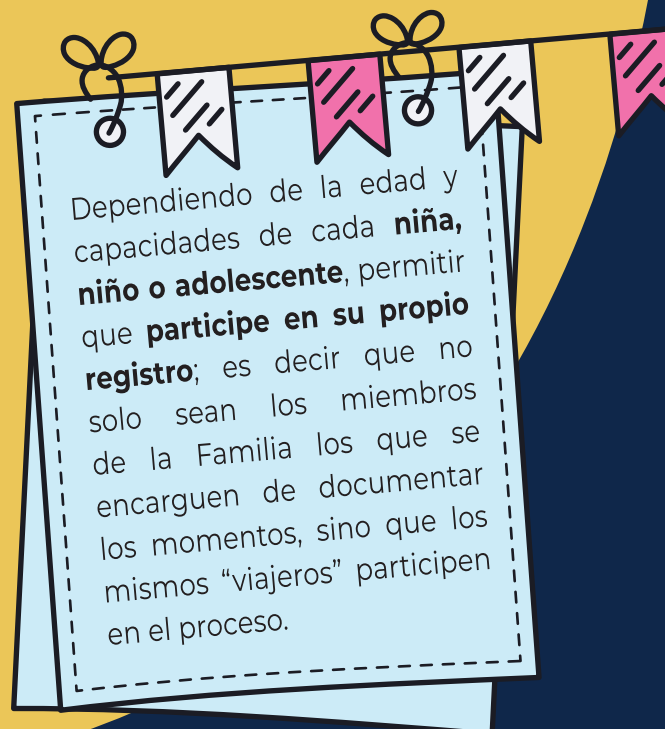 Dependiendo de la edad y
capacidades de cada niña,
niño o adolescente, permitir
que participe en su propio
registro; es decir que no
solo sean los miembros
de la Familia los que se
encarguen de documentar
los momentos, sino que los
mismos “viajeros” participen
en el proceso.